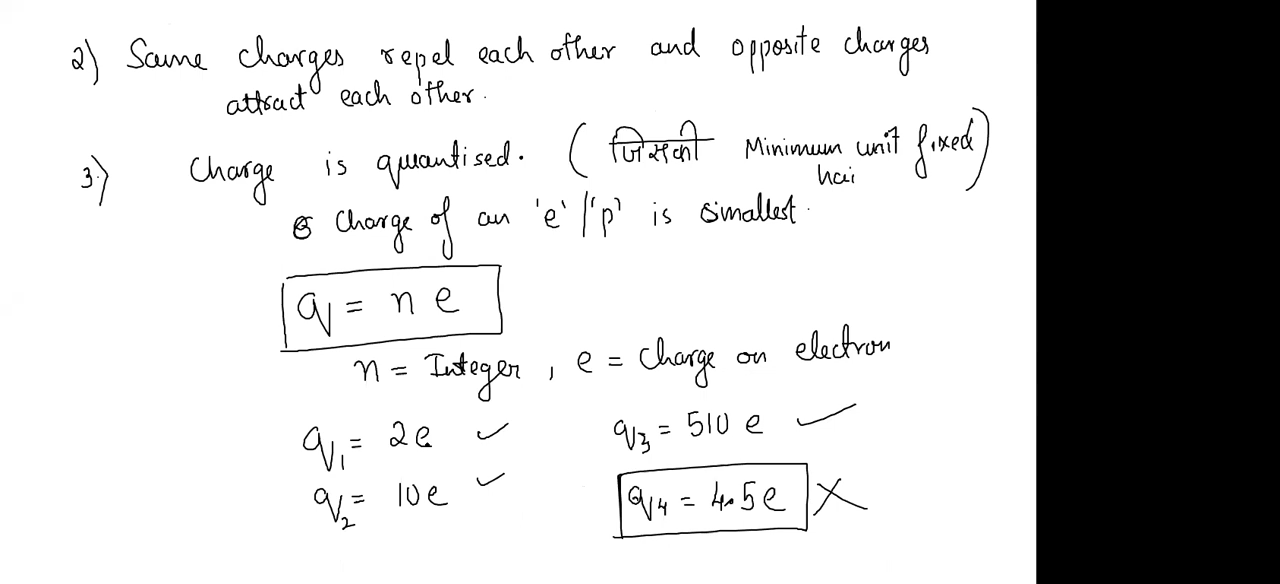 2) Same charges repel each other and opposite charges
attract each other.
3.) Charge is quantised. ( जिसकी Minimum unit fixed)
hai
Charge of an 'e' / 'p' is smallest.
q = n e
n = Integer , e = Charge on electron
q1 = 2e ✓ q3 = 510 e ✓
q2 = 10e ✓ q4 = 4.5e X